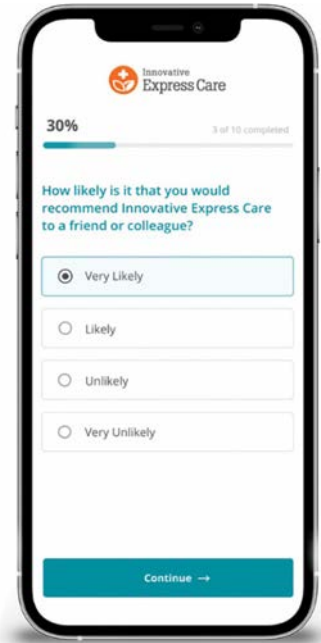 Innovative
Express Care
30%
3 of 10 completed
How likely is it that you would
recommend Innovative Express Care
to a friend or colleague?
Very Likely
Likely
Unlikely
Very Unlikely
Continue →